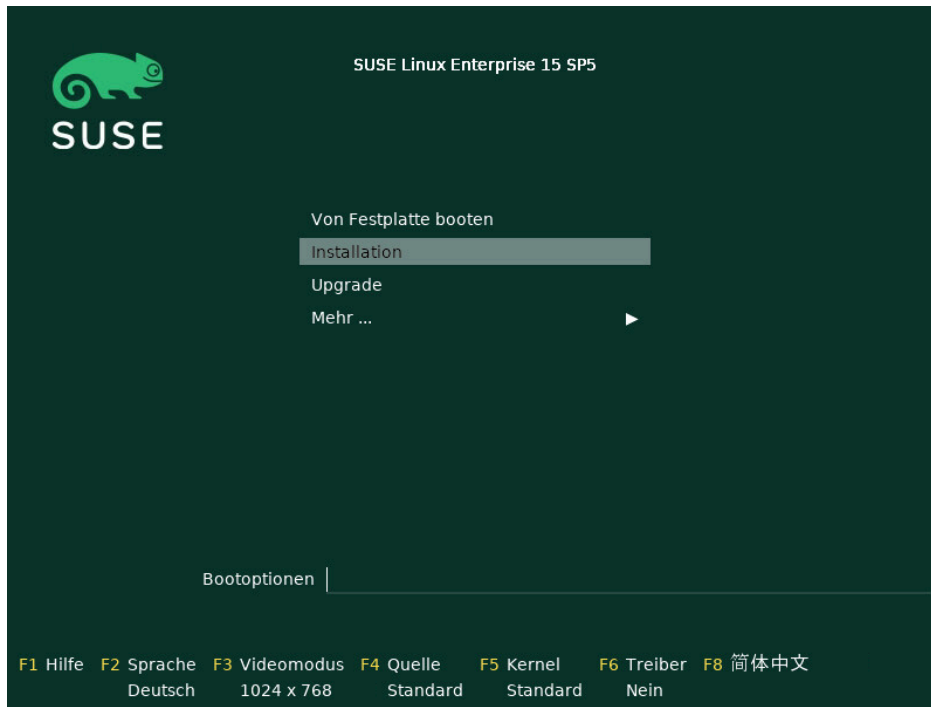 SUSE Linux Enterprise 15 SP5
SUSE
Von Festplatte booten
Installation
Upgrade
Mehr ...
Bootoptionen
F1 Hilfe F2 Sprache F3 Videomodus F4 Quelle F5 Kernel F6 Treiber F8 简体中文
Deutsch 1024 x 768 Standard Standard Nein